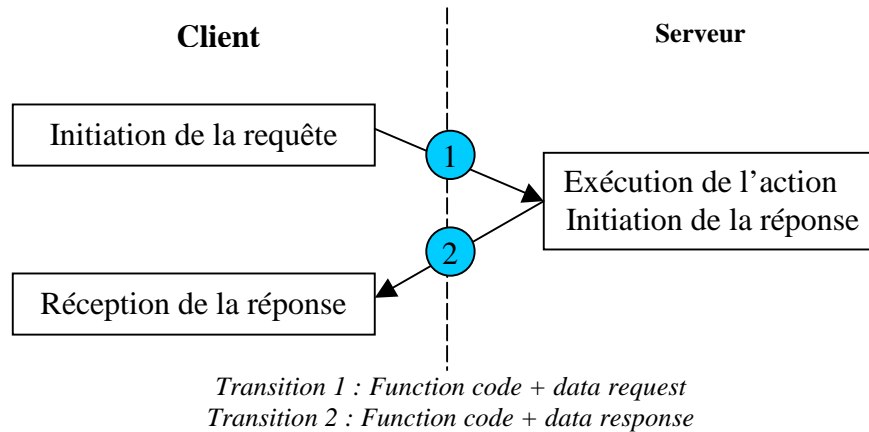 Client
Serveur
Initiation de la requête
1
Exécution de l'action
Initiation de la réponse
2
Réception de la réponse
Transition 1 : Function code + data request
Transition 2 : Function code + data response